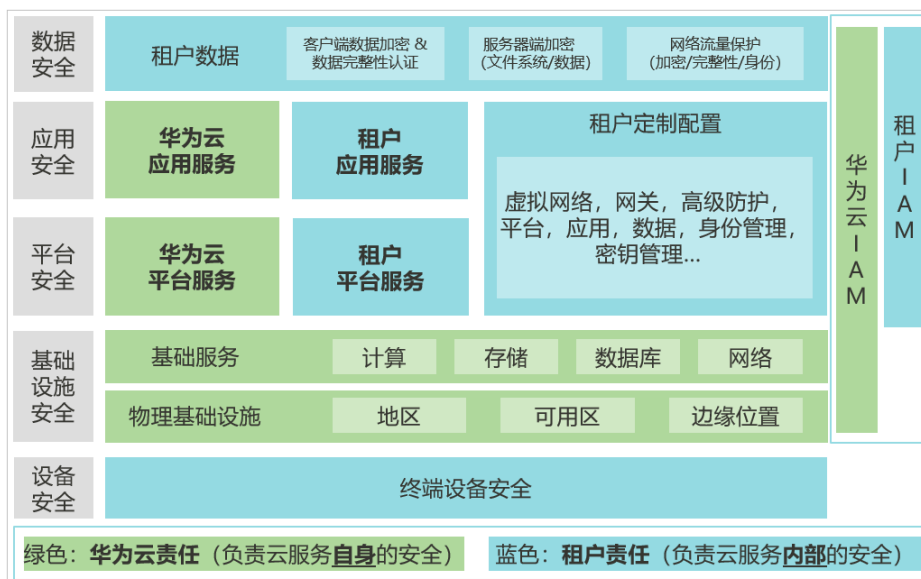 数据
安全
租户数据
客户端数据加密 &
数据完整性认证
服务器端加密
(文件系统/数据)
网络流量保护
(加密/完整性/身份)
应用
安全
华为云
应用服务
租户
应用服务
租户定制配置
虚拟网络，网关，高级防护，
平台，应用，数据，身份管理，
密钥管理...
平台
安全
华为云
平台服务
租户
平台服务
华为云IAM
租户IAM
基础
设施
安全
基础服务
计算
存储
数据库
网络
物理基础设施
地区
可用区
边缘位置
设备
安全
终端设备安全
绿色：华为云责任（负责云服务自身的安全）
蓝色：租户责任（负责云服务内部的安全）